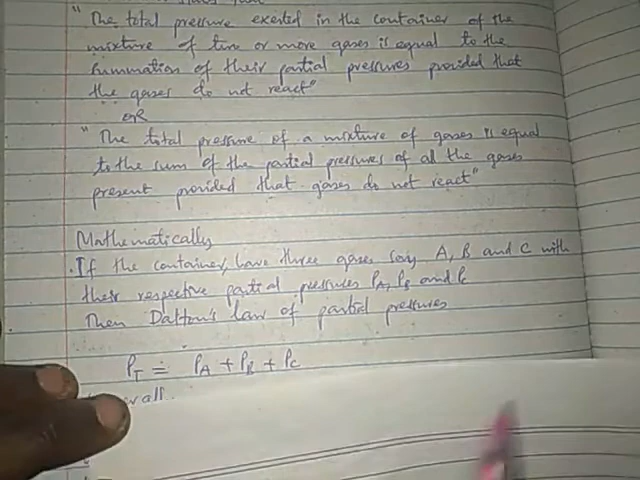 "The total pressure exerted in the container of the
mixture of two or more gases is equal to the
summation of their partial pressures provided that
the gases do not react"
OR
"The total pressure of a mixture of gases is equal
to the sum of the partial pressures of all the gases
present provided that gases do not react"
Mathematically
.If the container, have three gases say A, B and C with
their respective partial pressures PA, PB and PC
Then Dalton's law of partial pressures
PT = PA + PB + PC